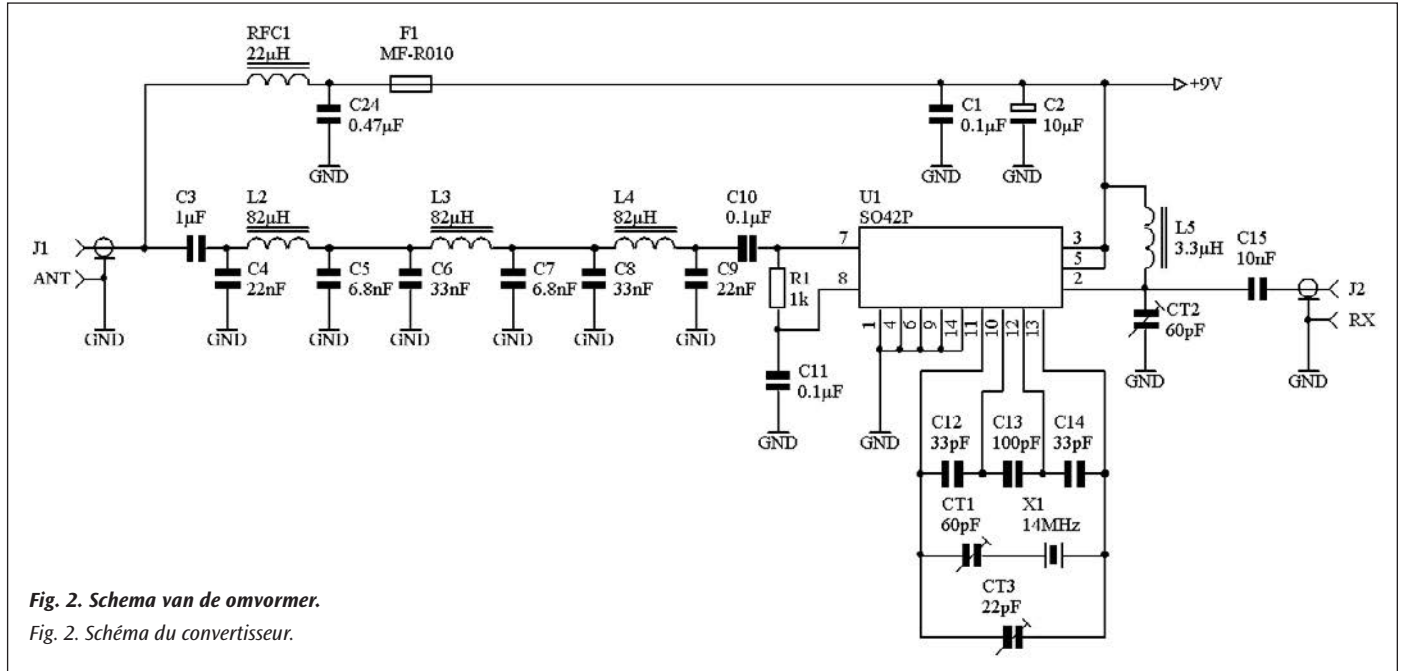 RFC1
22µH
F1
MF-R010
C24
0.47µF
GND
C1
0.1µF
GND
C2
10µF
GND
+9V
J1
ANT
GND
C3
1µF
C4
22nF
GND
L2
82µH
C5
6.8nF
GND
C6
33nF
GND
L3
82µH
C7
6.8nF
GND
C8
33nF
GND
L4
82µH
C9
22nF
GND
C10
0.1µF
R1
1k
C11
0.1µF
GND
U1
SO42P
7
8
3
5
2
1
4
6
9
14
11
10
12
13
GND
L5
3.3µH
C15
10nF
J2
RX
GND
CT2
60pF
GND
C12
33pF
C13
100pF
C14
33pF
CT1
60pF
X1
14MHz
CT3
22pF
Fig. 2. Schema van de omvormer.
Fig. 2. Schéma du convertisseur.